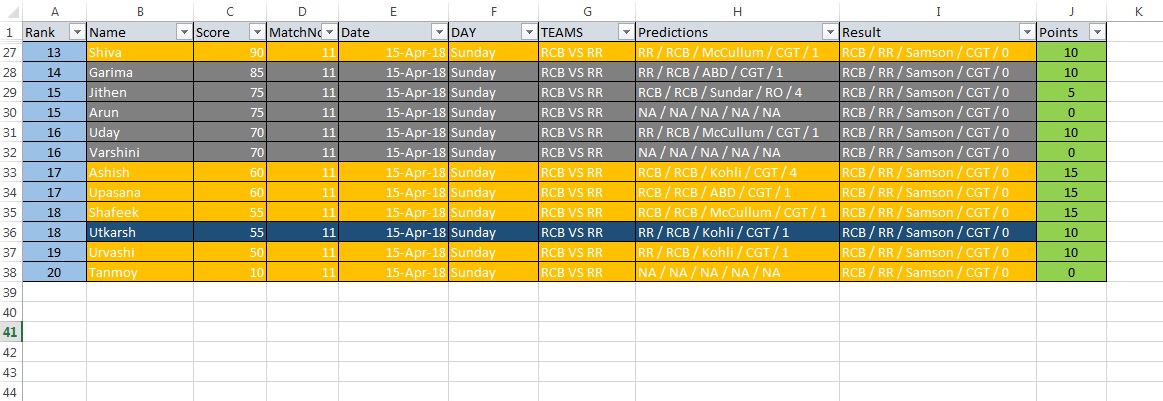 A B C D E F G H I J K
1 Rank Name Score MatchNo Date DAY TEAMS Predictions Result Points
27 13 Shiva 90 11 15-Apr-18 Sunday RCB VS RR RR / RCB / McCullum / CGT / 1 RCB / RR / Samson / CGT / 0 10
28 14 Garima 85 11 15-Apr-18 Sunday RCB VS RR RR / RCB / ABD / CGT / 1 RCB / RR / Samson / CGT / 0 10
29 15 Jithen 75 11 15-Apr-18 Sunday RCB VS RR RCB / RCB / Sundar / RO / 4 RCB / RR / Samson / CGT / 0 5
30 15 Arun 75 11 15-Apr-18 Sunday RCB VS RR NA / NA / NA / NA / NA RCB / RR / Samson / CGT / 0 0
31 16 Uday 70 11 15-Apr-18 Sunday RCB VS RR RR / RCB / McCullum / CGT / 1 RCB / RR / Samson / CGT / 0 10
32 16 Varshini 70 11 15-Apr-18 Sunday RCB VS RR NA / NA / NA / NA / NA RCB / RR / Samson / CGT / 0 0
33 17 Ashish 60 11 15-Apr-18 Sunday RCB VS RR RCB / RCB / Kohli / CGT / 4 RCB / RR / Samson / CGT / 0 15
34 17 Upasana 60 11 15-Apr-18 Sunday RCB VS RR RCB / RCB / ABD / CGT / 1 RCB / RR / Samson / CGT / 0 15
35 18 Shafeek 55 11 15-Apr-18 Sunday RCB VS RR RCB / RCB / McCullum / CGT / 1 RCB / RR / Samson / CGT / 0 15
36 18 Utkarsh 55 11 15-Apr-18 Sunday RCB VS RR RR / RCB / Kohli / CGT / 1 RCB / RR / Samson / CGT / 0 10
37 19 Urvashi 50 11 15-Apr-18 Sunday RCB VS RR RR / RCB / Kohli / CGT / 1 RCB / RR / Samson / CGT / 0 10
38 20 Tanmoy 10 11 15-Apr-18 Sunday RCB VS RR NA / NA / NA / NA / NA RCB / RR / Samson / CGT / 0 0
39
40
41
42
43
44